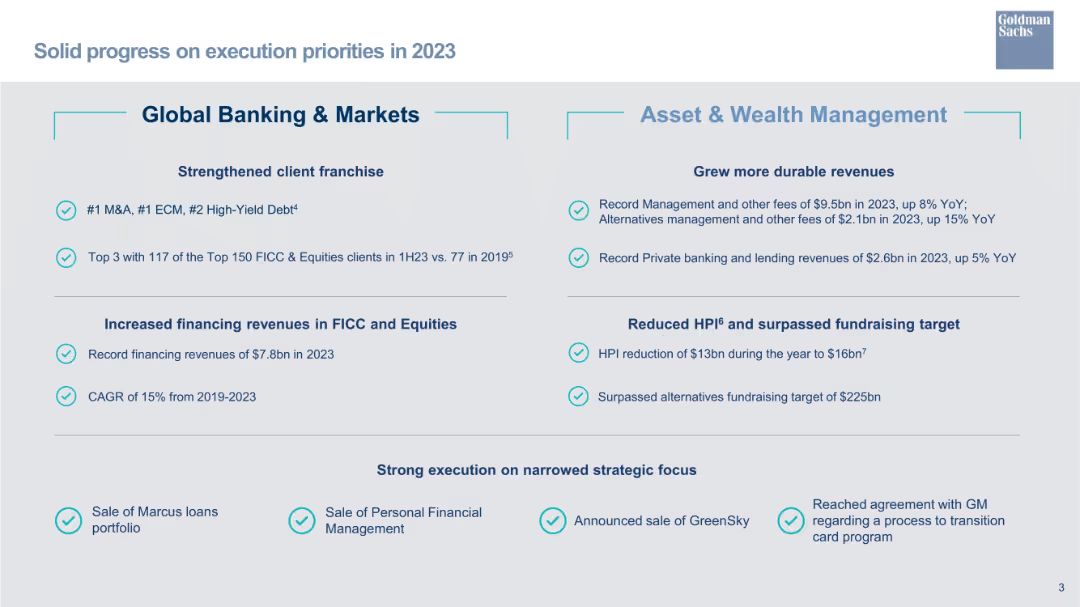 Goldman
Sachs
Solid progress on execution priorities in 2023
Global Banking & Markets
Strengthened client franchise
#1 M&A, #1 ECM, #2 High-Yield Debt⁴
Top 3 with 117 of the Top 150 FICC & Equities clients in 1H23 vs. 77 in 2019⁵
Increased financing revenues in FICC and Equities
Record financing revenues of $7.8bn in 2023
CAGR of 15% from 2019-2023
Asset & Wealth Management
Grew more durable revenues
Record Management and other fees of $9.5bn in 2023, up 8% YoY;
Alternatives management and other fees of $2.1bn in 2023, up 15% YoY
Record Private banking and lending revenues of $2.6bn in 2023, up 5% YoY
Reduced HPI⁶ and surpassed fundraising target
HPI reduction of $13bn during the year to $16bn⁷
Surpassed alternatives fundraising target of $225bn
Strong execution on narrowed strategic focus
Sale of Marcus loans
portfolio
Sale of Personal Financial
Management
Announced sale of GreenSky
Reached agreement with GM
regarding a process to transition
card program
3